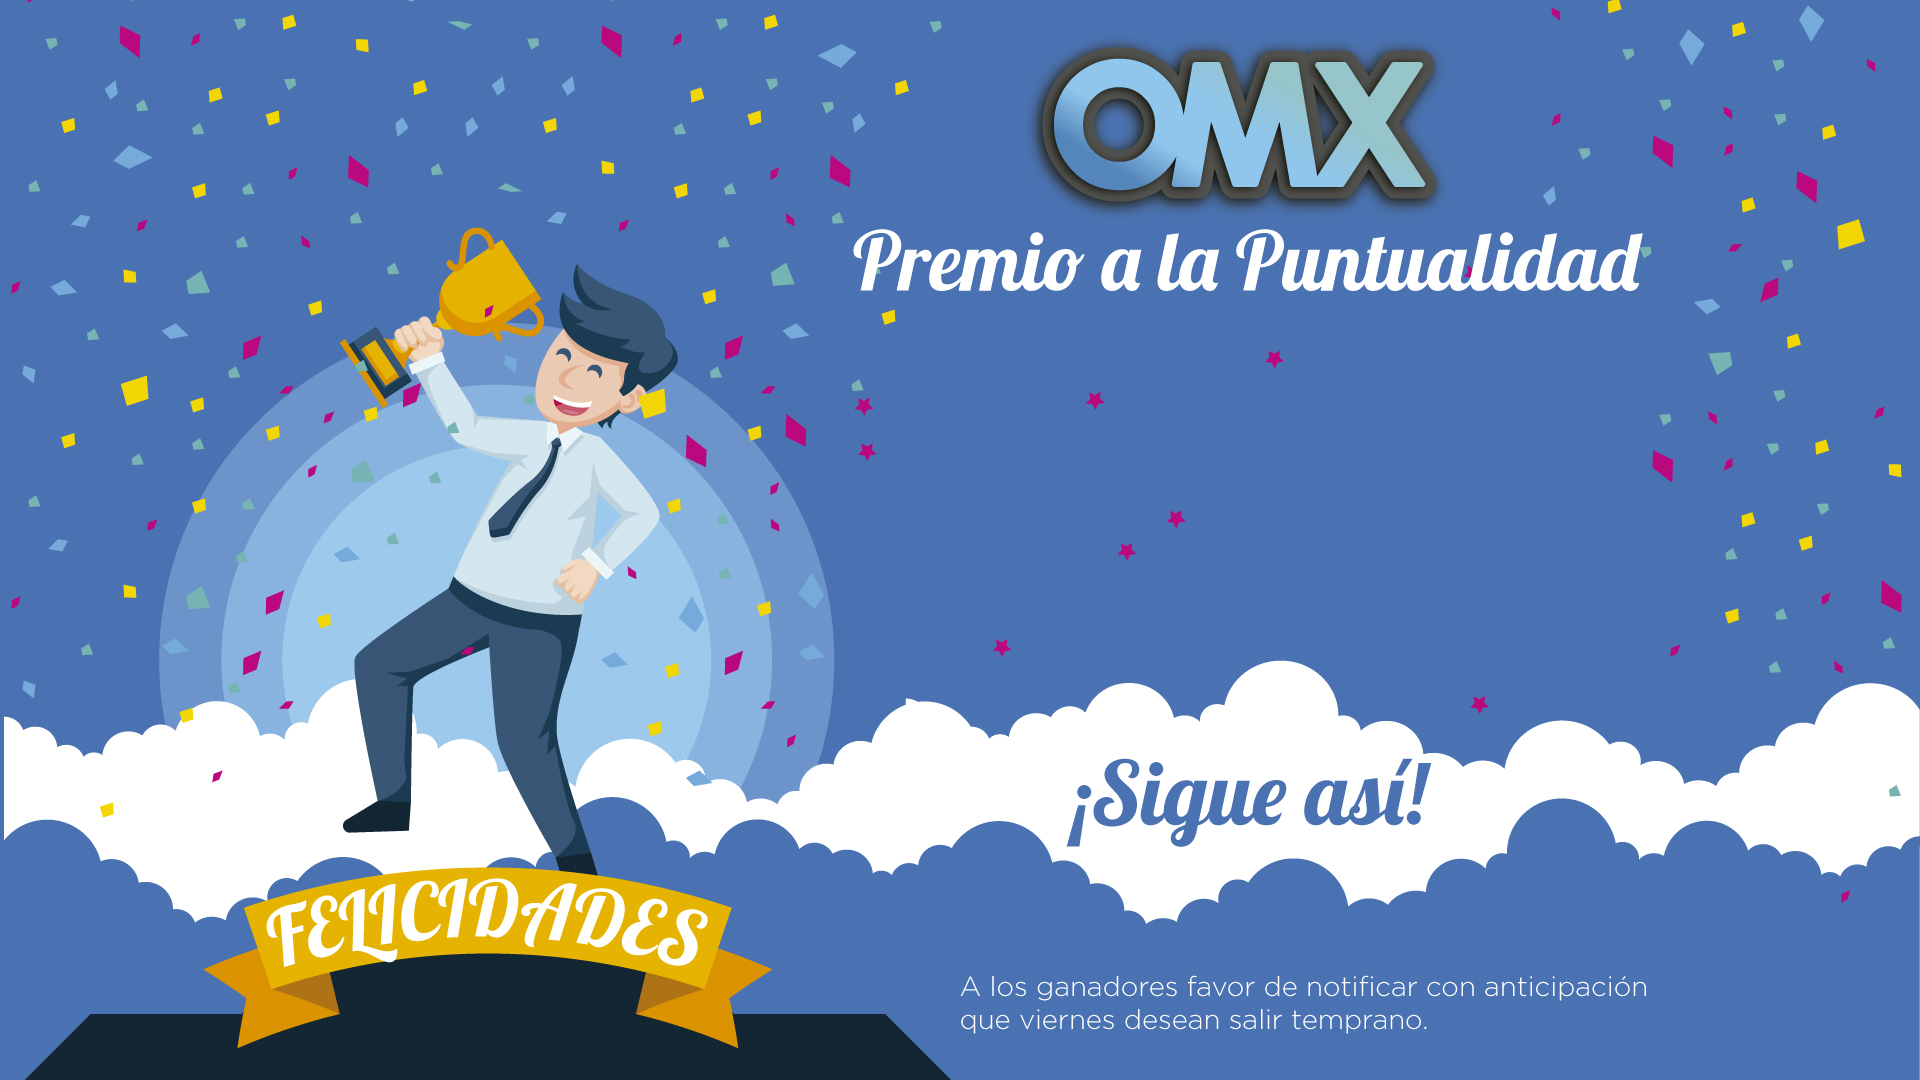 OMX
Premio a la Puntualidad
¡Sigue así!
FELICIDADES
A los ganadores favor de notificar con anticipación
que viernes desean salir temprano.